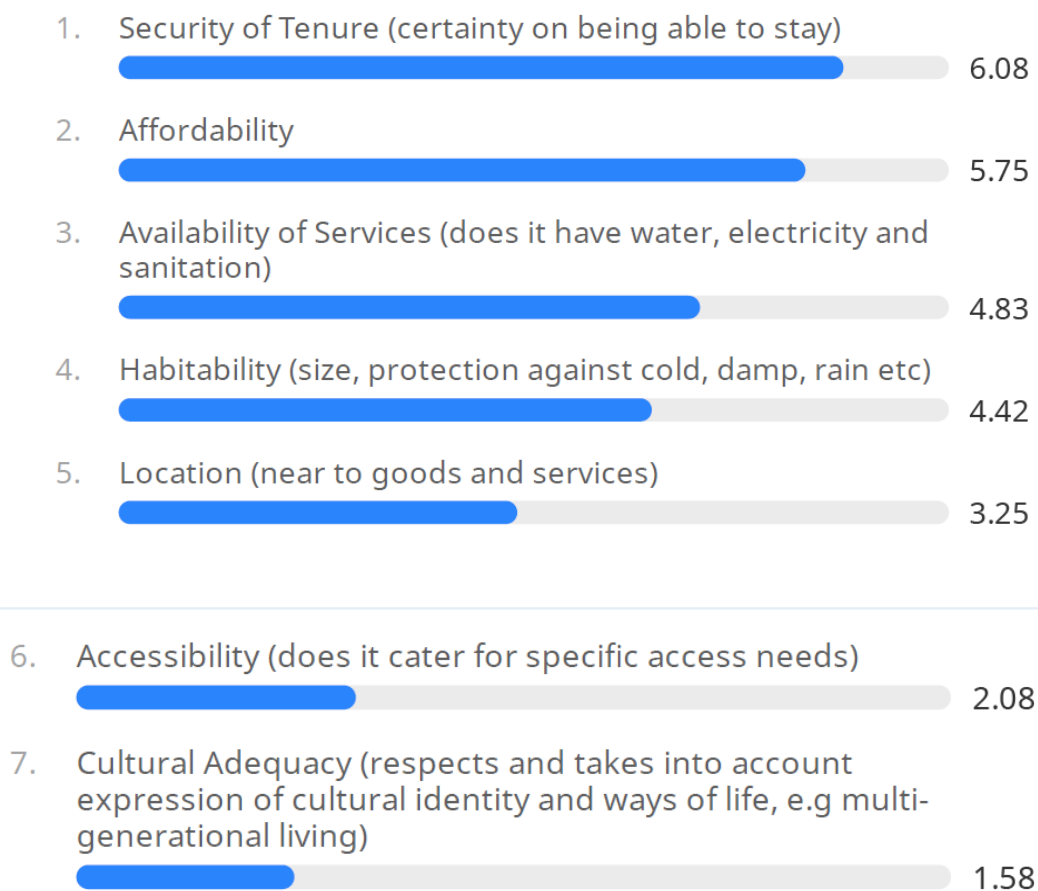 1. Security of Tenure (certainty on being able to stay)
6.08
2. Affordability
5.75
3. Availability of Services (does it have water, electricity and
sanitation)
4.83
4. Habitability (size, protection against cold, damp, rain etc)
4.42
5. Location (near to goods and services)
3.25
6. Accessibility (does it cater for specific access needs)
2.08
7. Cultural Adequacy (respects and takes into account
expression of cultural identity and ways of life, e.g multi-
generational living)
1.58